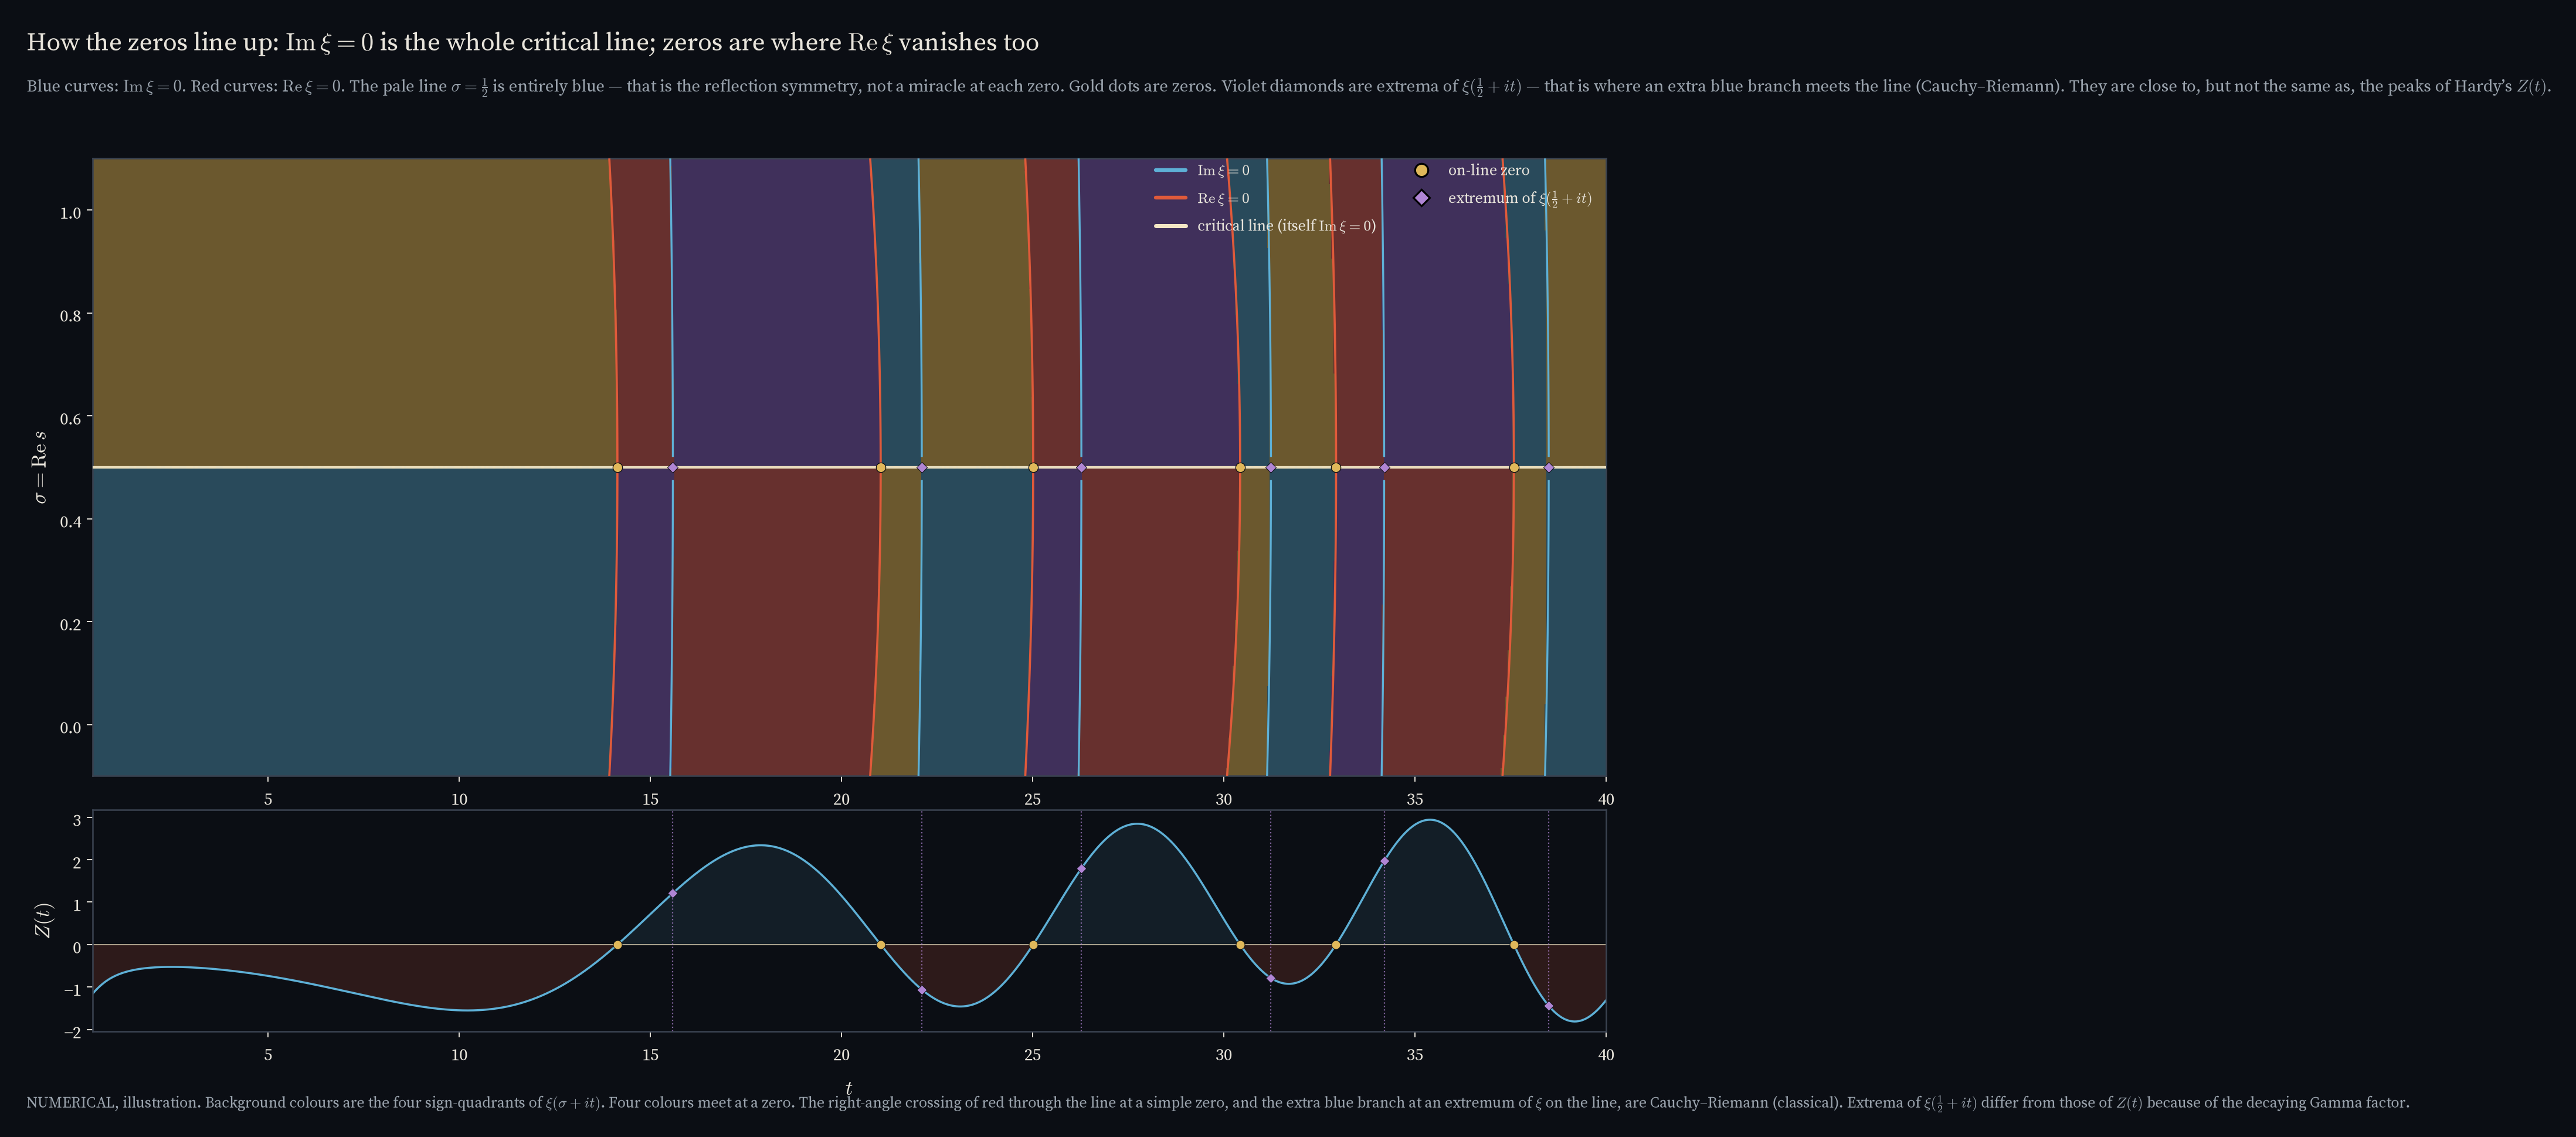 How the zeros line up: Im ξ = 0 is the whole critical line; zeros are where Re ξ vanishes too
Blue curves: Im ξ = 0. Red curves: Re ξ = 0. The pale line σ = 1/2 is entirely blue — that is the reflection symmetry, not a miracle at each zero. Gold dots are zeros. Violet diamonds are extrema of ξ(1/2 + it) — that is where an extra blue branch meets the line (Cauchy–Riemann). They are close to, but not the same as, the peaks of Hardy’s Z(t).
Im ξ = 0
Re ξ = 0
critical line (itself Im ξ = 0)
on-line zero
extremum of ξ(1/2 + it)
σ = Re s
1.0
0.8
0.6
0.4
0.2
0.0
5 10 15 20 25 30 35 40
Z(t)
3
2
1
0
−1
−2
5 10 15 20 25 30 35 40
t
NUMERICAL, illustration. Background colours are the four sign-quadrants of ξ(σ + it). Four colours meet at a zero. The right-angle crossing of red through the line at a simple zero, and the extra blue branch at an extremum of ξ on the line, are Cauchy–Riemann (classical). Extrema of ξ(1/2 + it) differ from those of Z(t) because of the decaying Gamma factor.